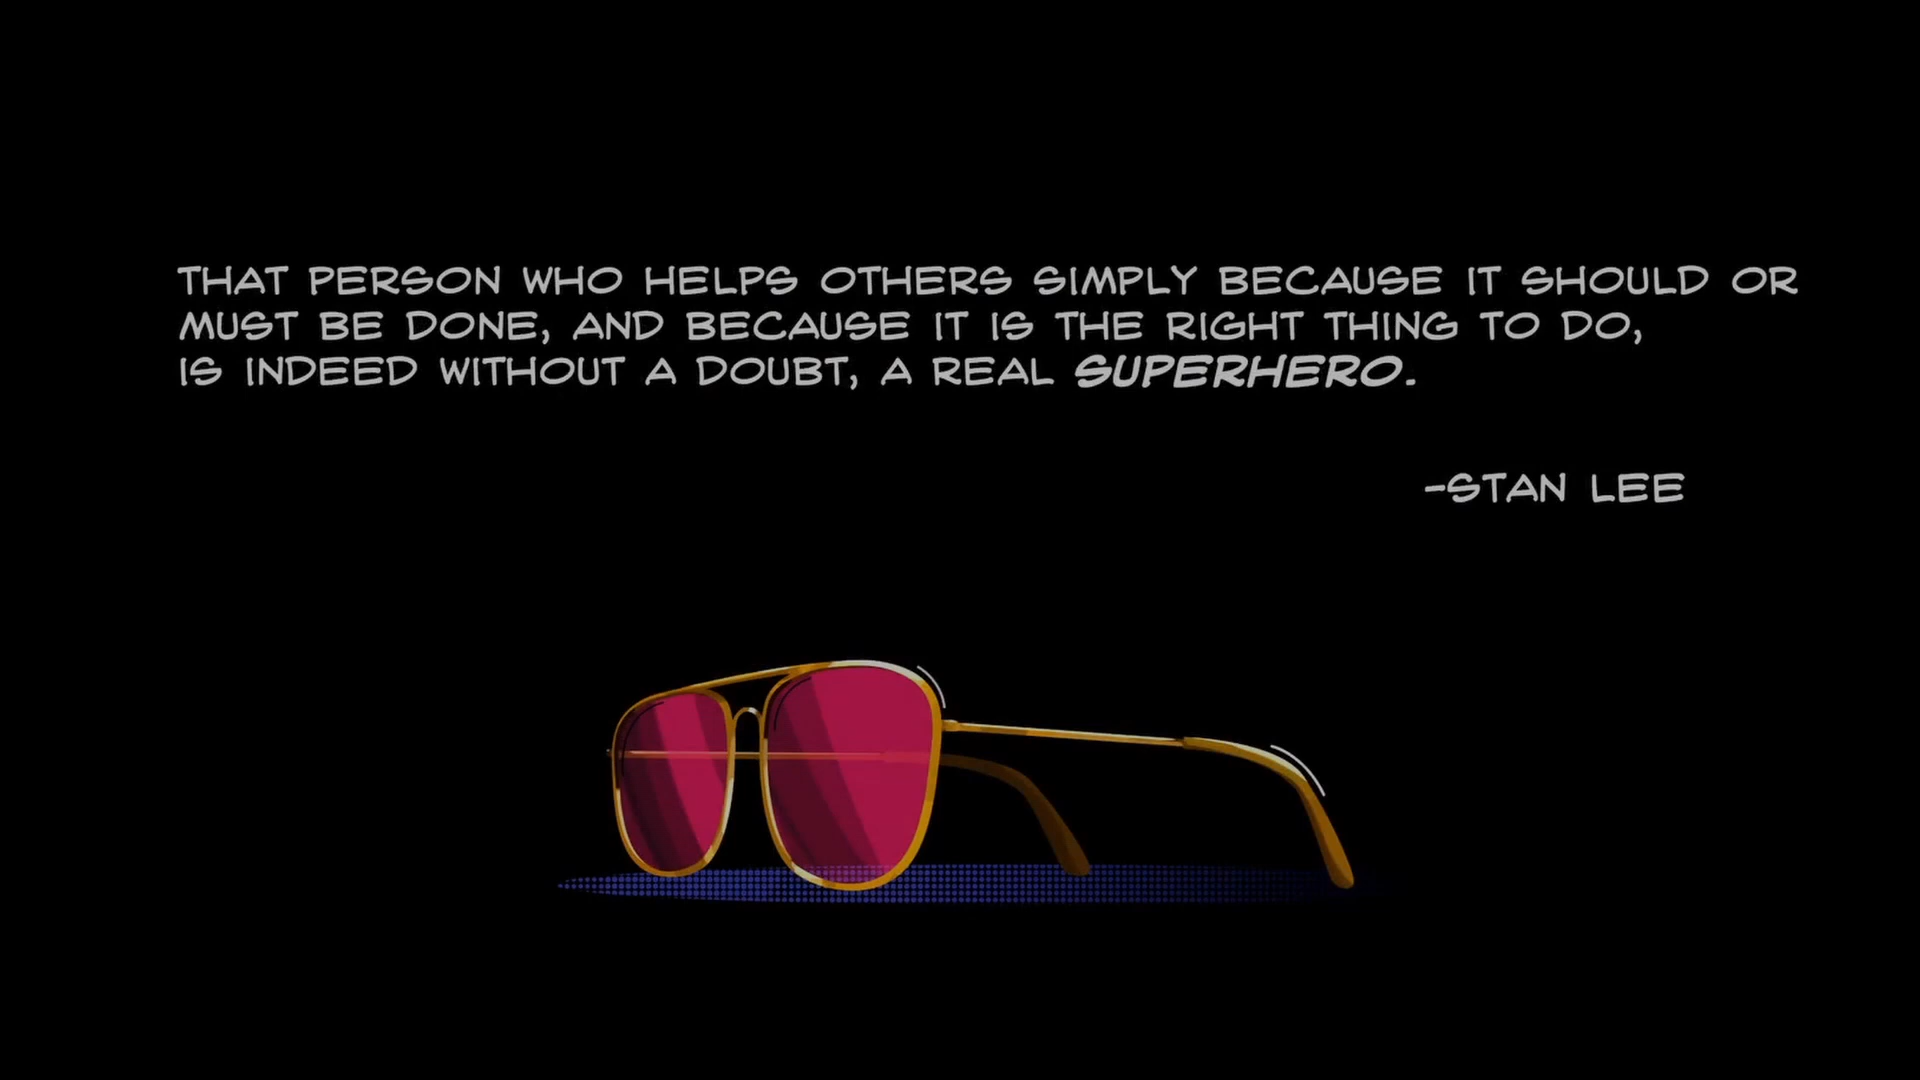 THAT PERSON WHO HELPS OTHERS SIMPLY BECAUSE IT SHOULD OR
MUST BE DONE, AND BECAUSE IT IS THE RIGHT THING TO DO,
IS INDEED WITHOUT A DOUBT, A REAL SUPERHERO.
-STAN LEE